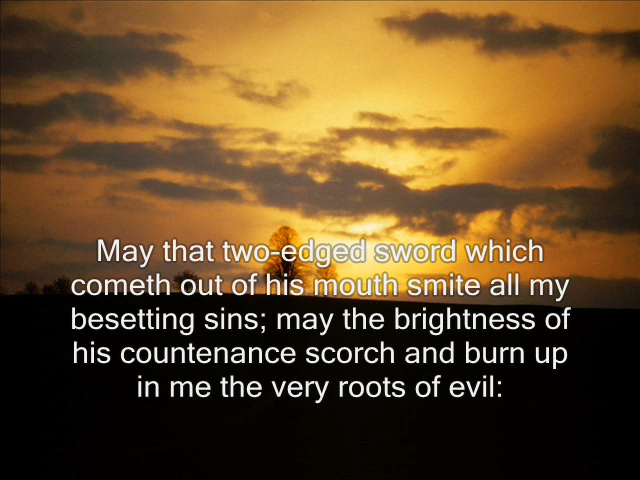 May that two-edged sword which
cometh out of his mouth smite all my
besetting sins; may the brightness of
his countenance scorch and burn up
in me the very roots of evil: